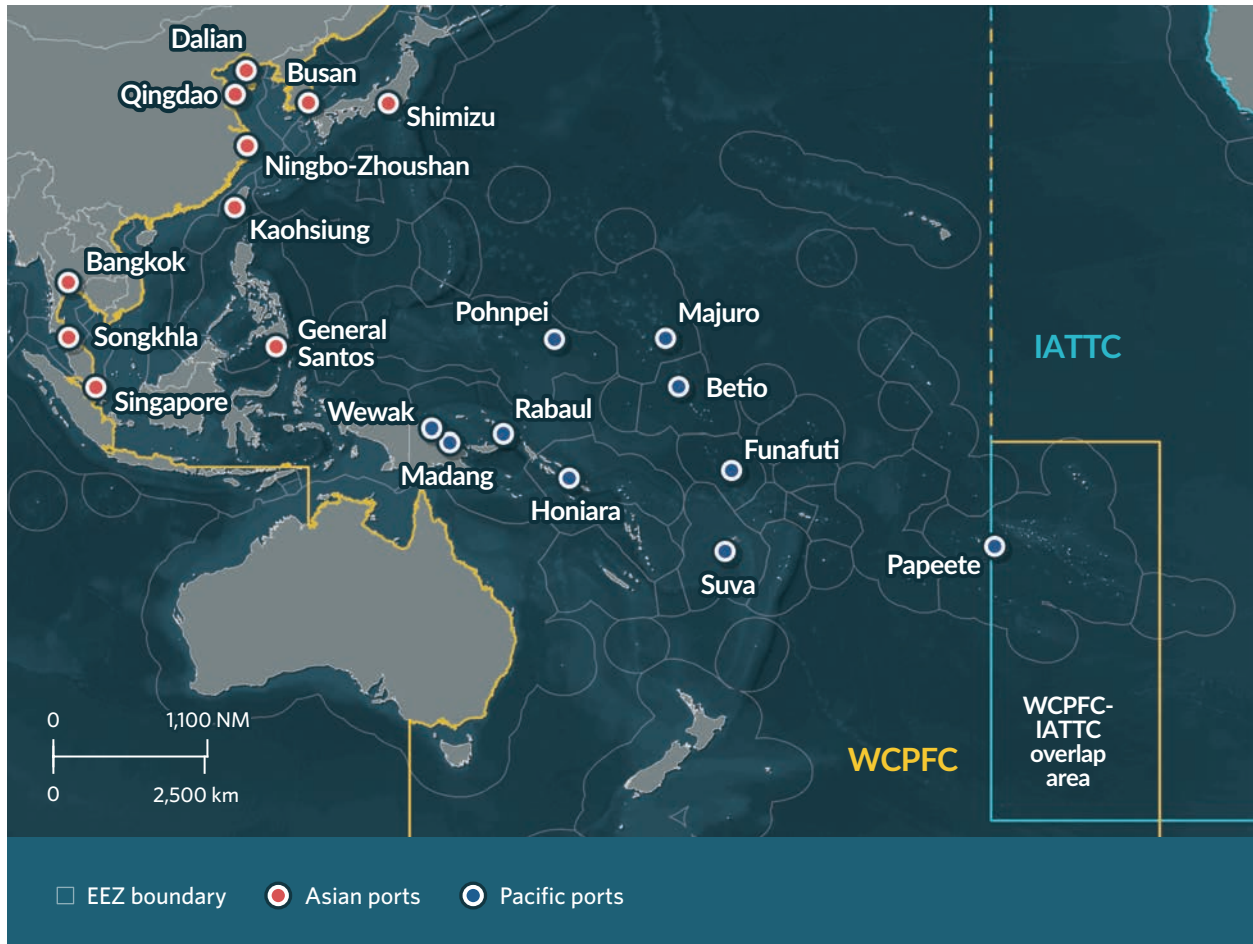 Dalian
Busan
Qingdao
Shimizu
Ningbo-Zhoushan
Kaohsiung
Bangkok
Pohnpei
Majuro
Songkhla
General
Santos
IATTC
Betio
Singapore
Wewak
Rabaul
Funafuti
Madang
Honiara
Papeete
Suva
WCPFC-
IATTC
overlap
area
0 1,100 NM
0 2,500 km
WCPFC
EEZ boundary Asian ports Pacific ports